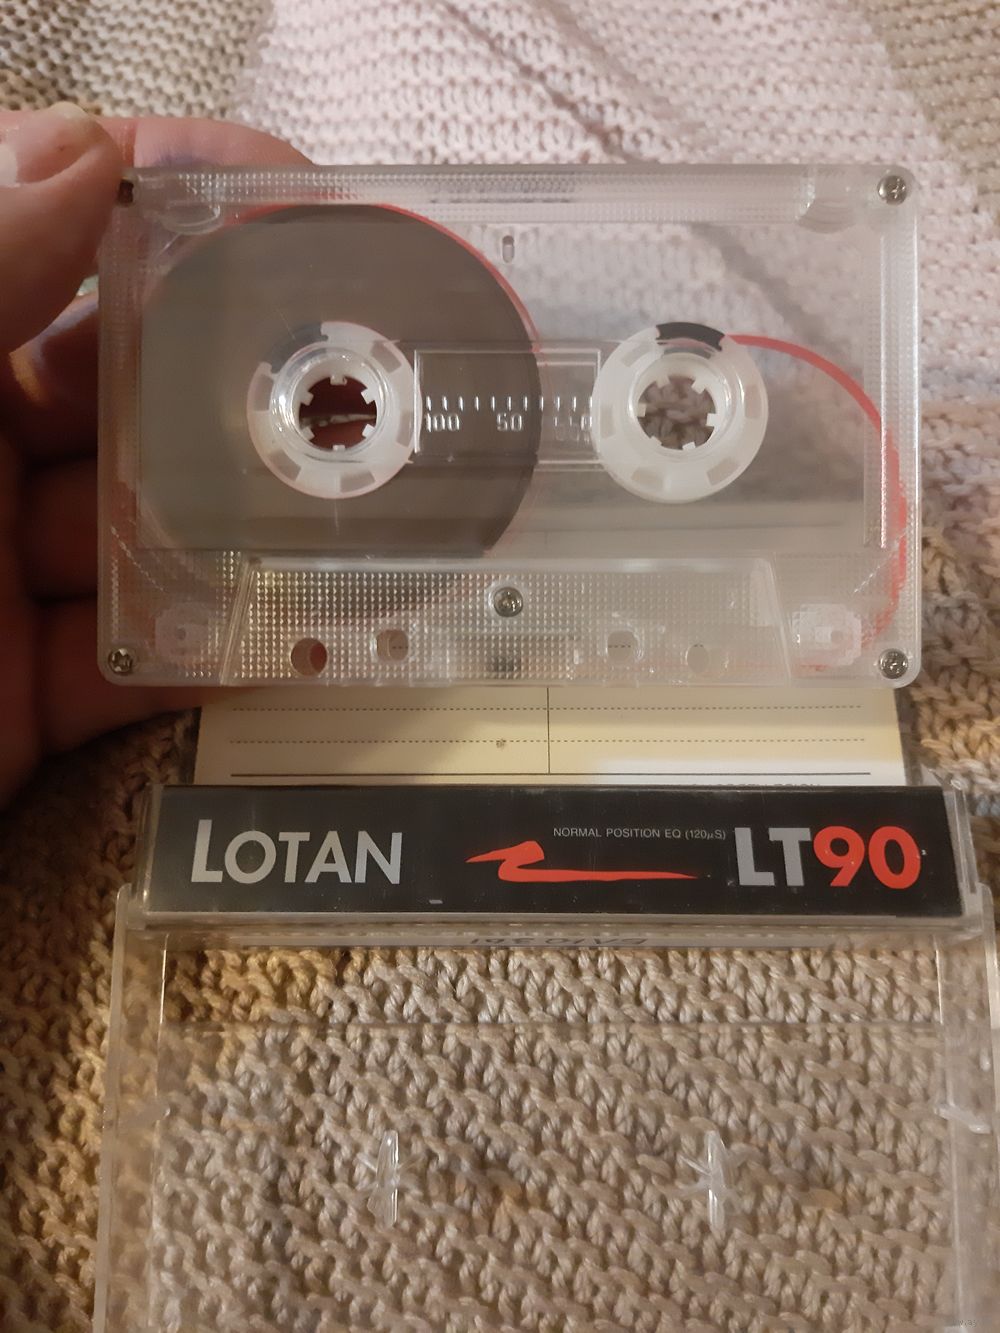 100 50
LOTAN
NORMAL POSITION EQ (120µS)
LT90